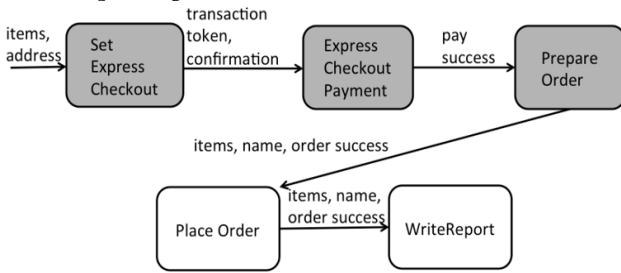 items,
address
Set
Express
Checkout
transaction
token,
confirmation
Express
Checkout
Payment
pay
success
Prepare
Order
items, name, order success
Place Order
items, name,
order success
WriteReport